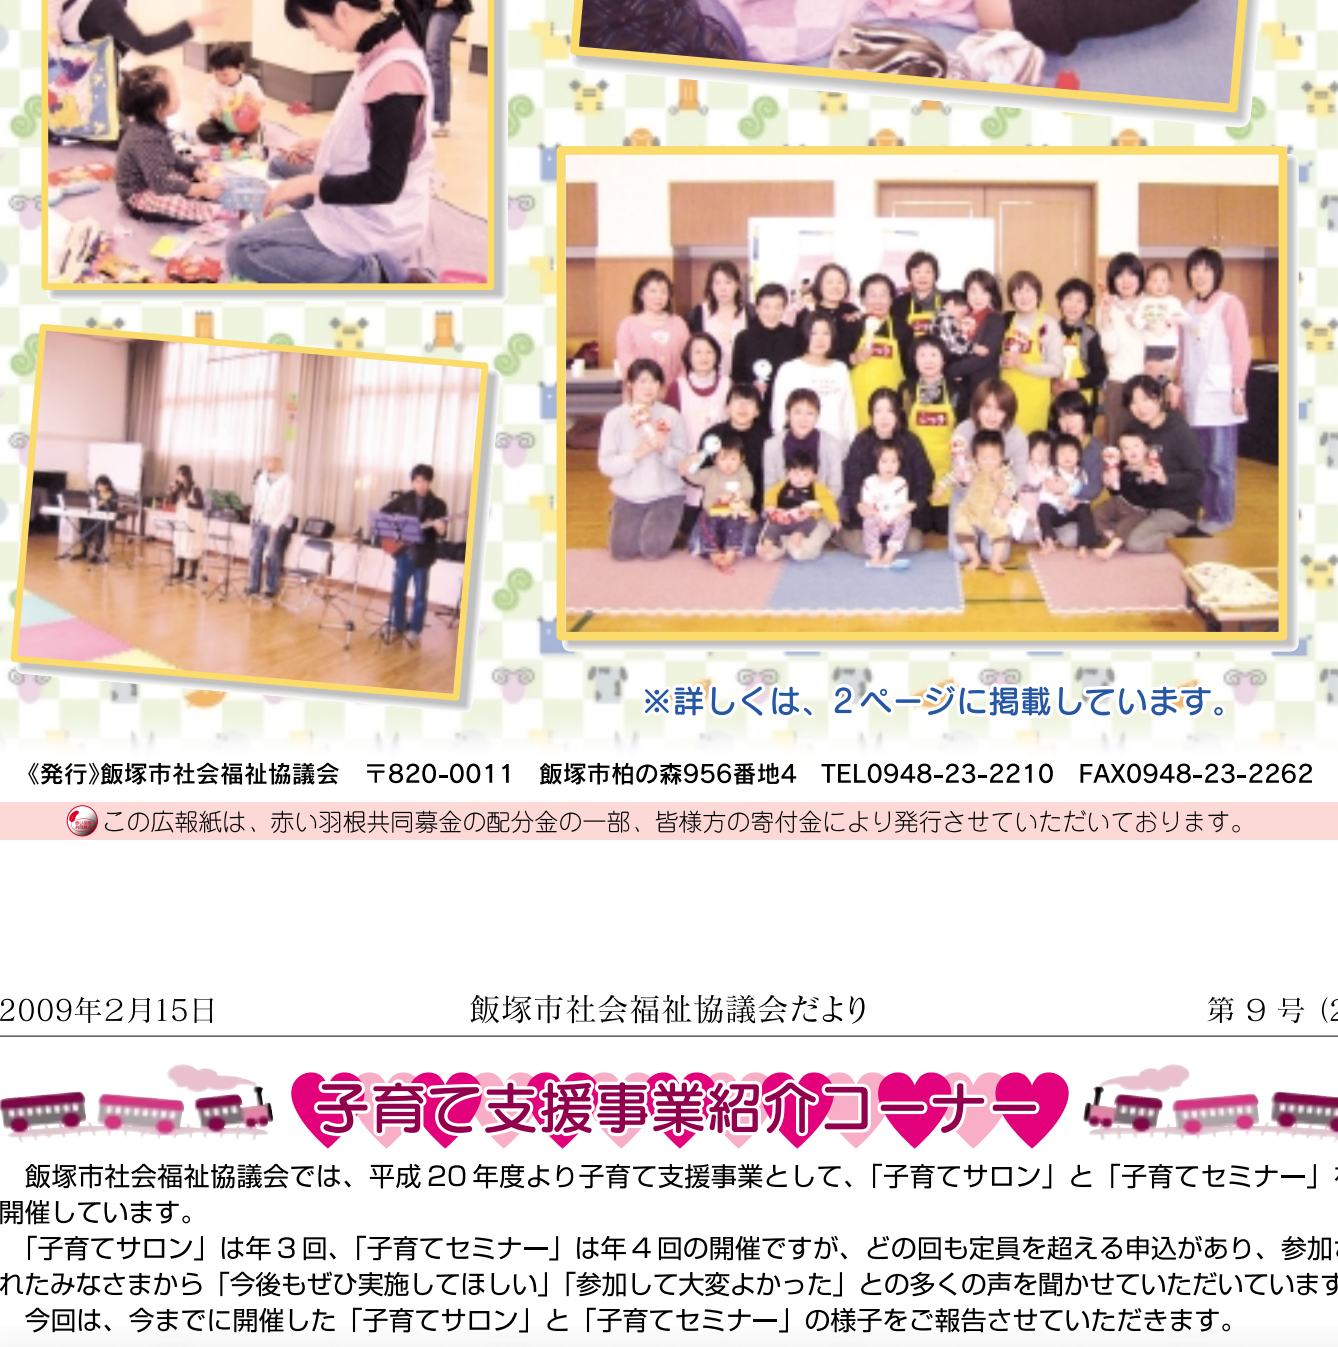 ※詳しくは、2ページに掲載しています。
《発行》飯塚市社会福祉協議会　〒820-0011　飯塚市柏の森956番地4　TEL0948-23-2210　FAX0948-23-2262
この広報紙は、赤い羽根共同募金の配分金の一部、皆様方の寄付金により発行させていただいております。
2009年2月15日　飯塚市社会福祉協議会だより　第 9 号（2
子育て支援事業紹介コーナー
飯塚市社会福祉協議会では、平成20年度より子育て支援事業として、「子育てサロン」と「子育てセミナー」を
開催しています。
「子育てサロン」は年3回、「子育てセミナー」は年4回の開催ですが、どの回も定員を超える申込があり、参加さ
れたみなさまから「今後もぜひ実施してほしい」「参加して大変よかった」との多くの声を聞かせていただいています
今回は、今までに開催した「子育てサロン」と「子育てセミナー」の様子をご報告させていただきます。